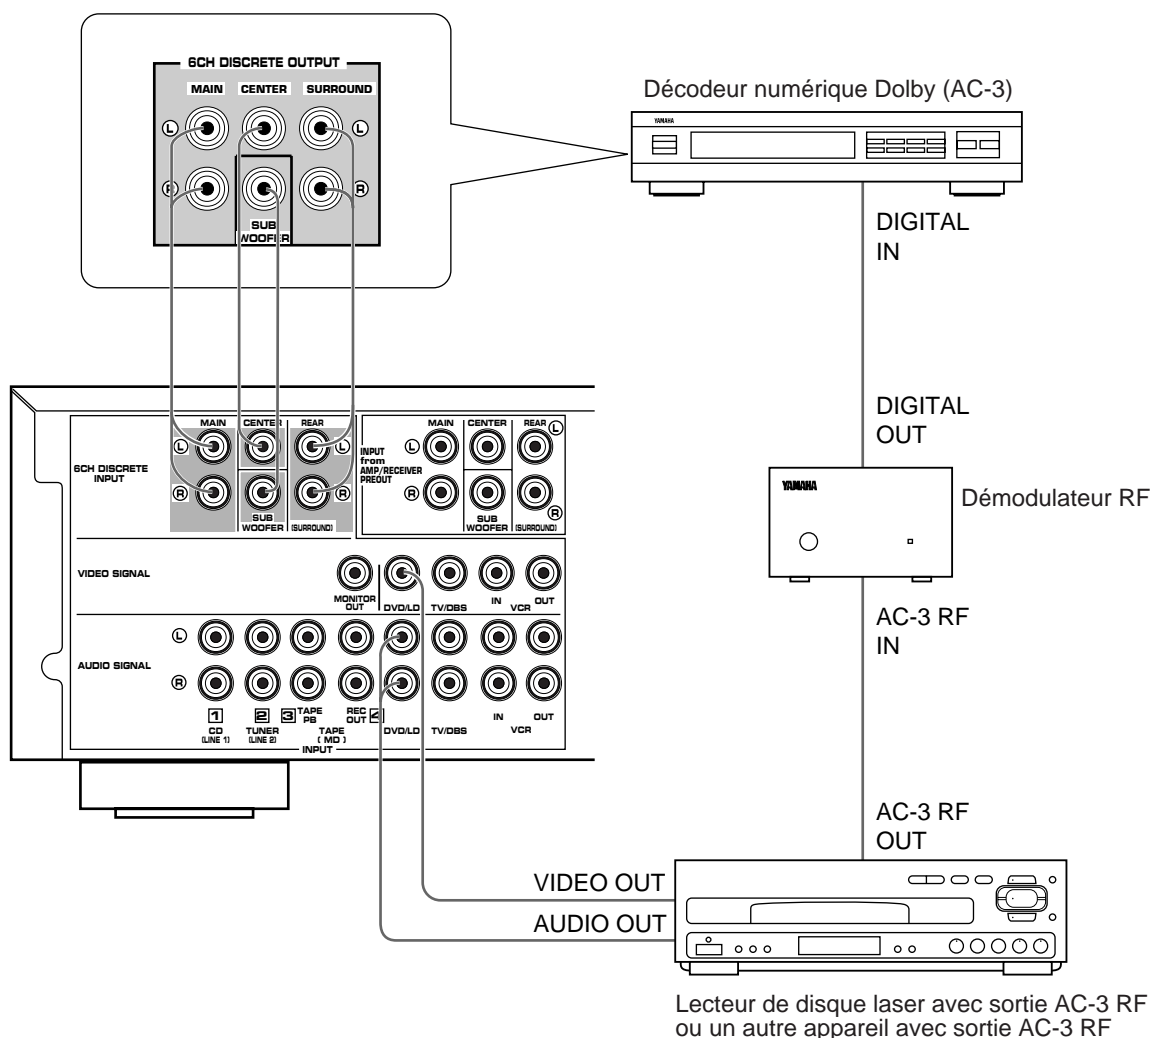 6CH DISCRETE OUTPUT
MAIN CENTER SURROUND
L L
R R
SUB
WOOFER
Décodeur numérique Dolby (AC-3)
YAMAHA
DIGITAL
IN
DIGITAL
OUT
YAMAHA
Démodulateur RF
AC-3 RF
IN
AC-3 RF
OUT
6CH DISCRETE
INPUT
MAIN CENTER REAR
L L
R R
SUB
WOOFER
(SURROUND)
INPUT
from
AMP/RECEIVER
PREOUT
MAIN CENTER REAR
L L
R R
SUB
WOOFER
(SURROUND)
VIDEO SIGNAL
MONITOR
OUT
DVD/LD TV/DBS IN VCR OUT
AUDIO SIGNAL
L
R
1 2 3 TAPE
PB
REC
OUT 4
CD
(LINE 1)
TUNER
(LINE 2)
TAPE
( MD )
DVD/LD TV/DBS IN VCR OUT
INPUT
VIDEO OUT
AUDIO OUT
Lecteur de disque laser avec sortie AC-3 RF
ou un autre appareil avec sortie AC-3 RF